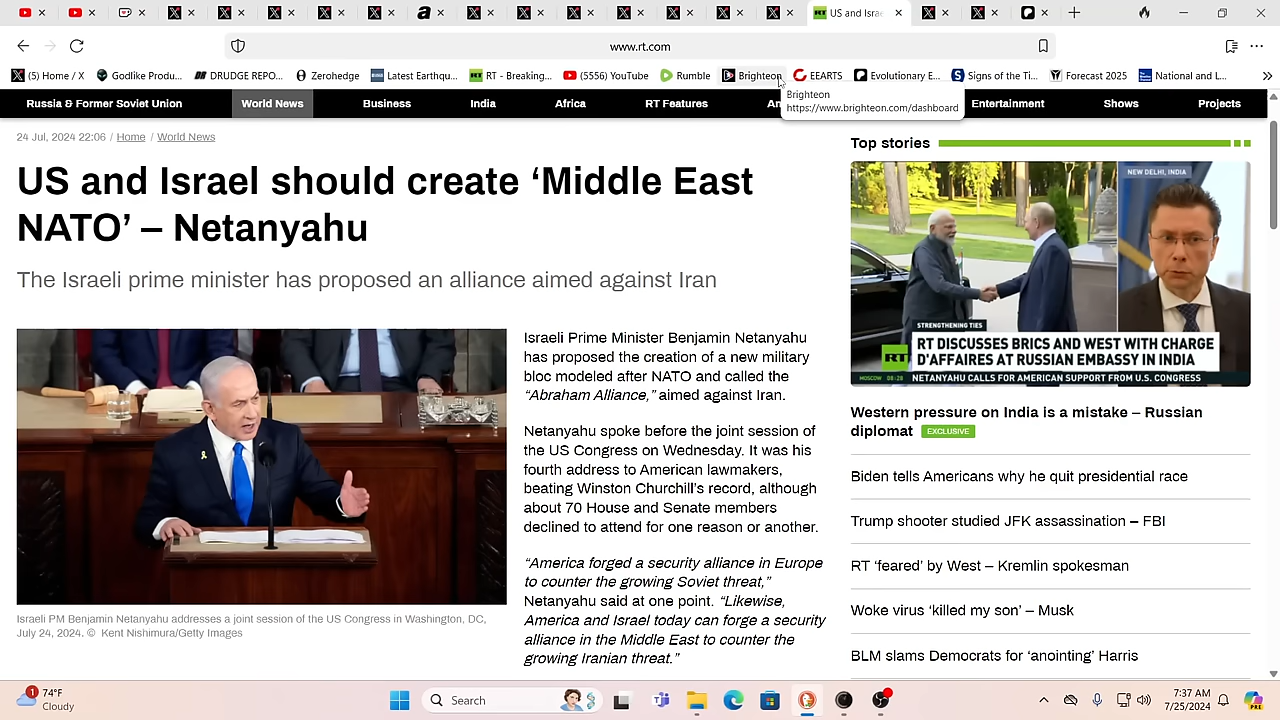 US and Israe
www.rt.com
(5) Home / X
Godlike Produ...
DRUDGE REPO...
Zerohedge
Latest Earthqu...
RT - Breaking...
(5556) YouTube
Rumble
Brighteon
EEARTS
Evolutionary E...
Signs of the Ti...
Forecast 2025
National and L...
Brighteon
https://www.brighteon.com/dashboard
Russia & Former Soviet Union
World News
Business
India
Africa
RT Features
An
Entertainment
Shows
Projects
24 Jul, 2024 22:06 / Home / World News
US and Israel should create ‘Middle East
NATO’ – Netanyahu
The Israeli prime minister has proposed an alliance aimed against Iran
Israeli PM Benjamin Netanyahu addresses a joint session of the US Congress in Washington, DC,
July 24, 2024. © Kent Nishimura/Getty Images
Israeli Prime Minister Benjamin Netanyahu
has proposed the creation of a new military
bloc modeled after NATO and called the
“Abraham Alliance,” aimed against Iran.
Netanyahu spoke before the joint session of
the US Congress on Wednesday. It was his
fourth address to American lawmakers,
beating Winston Churchill’s record, although
about 70 House and Senate members
declined to attend for one reason or another.
“America forged a security alliance in Europe
to counter the growing Soviet threat,”
Netanyahu said at one point. “Likewise,
America and Israel today can forge a security
alliance in the Middle East to counter the
growing Iranian threat.”
Top stories
NEW DELHI, INDIA
STRENGTHENING TIES
RT
RT DISCUSSES BRICS AND WEST WITH CHARGE
D'AFFAIRES AT RUSSIAN EMBASSY IN INDIA
MOSCOW 08:28 NETANYAHU CALLS FOR AMERICAN SUPPORT FROM U.S. CONGRESS
Western pressure on India is a mistake – Russian
diplomat EXCLUSIVE
Biden tells Americans why he quit presidential race
Trump shooter studied JFK assassination – FBI
RT ‘feared’ by West – Kremlin spokesman
Woke virus ‘killed my son’ – Musk
BLM slams Democrats for ‘anointing’ Harris
1
74°F
Cloudy
Search
7:37 AM
7/25/2024
PRE